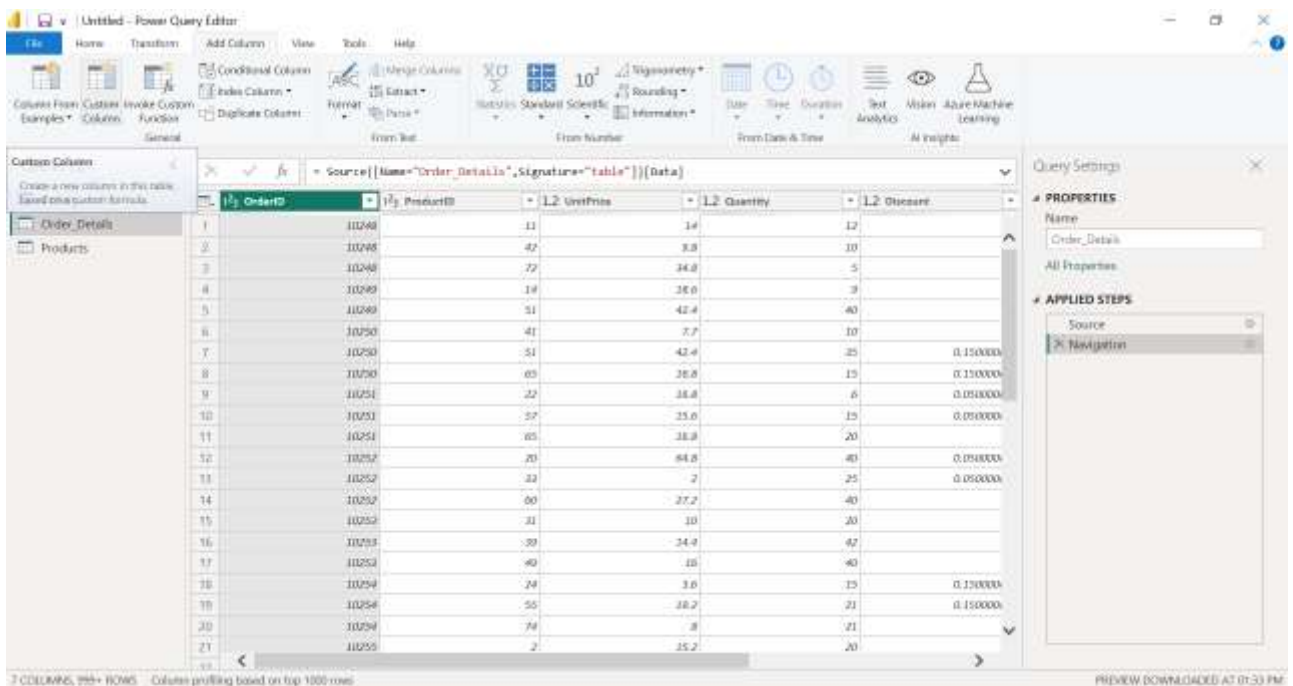 Untitled - Power Query Editor
File Home Transform Add Column View Tools Help
Column From Examples Custom Column Invoke Custom Function
Conditional Column
Index Column
Duplicate Column
General
Format
Merge Columns
Extract
Parse
From Text
Statistics Standard Scientific
Trigonometry
Rounding
Information
From Number
Date Time Duration
From Date & Time
Text Analytics Vision Azure Machine Learning
AI Insights
Custom Column
Create a new column in this table based on a custom formula.
= Source{[Name="Order_Details",Signature="table"]}[Data]
Order_Details
Products
OrderID ProductID 1.2 UnitPrice 1.2 Quantity 1.2 Discount
1 10248 11 14 12
2 10248 42 9.8 10
3 10248 72 34.8 5
4 10249 14 18.6 9
5 10249 51 42.4 40
6 10250 41 7.7 10
7 10250 51 42.4 35 0.150000
8 10250 65 16.8 15 0.150000
9 10251 22 16.8 6 0.050000
10 10251 57 15.6 15 0.050000
11 10251 65 16.8 20
12 10252 20 64.8 40 0.050000
13 10252 33 2 25 0.050000
14 10252 60 27.2 40
15 10253 31 10 20
16 10253 39 14.4 42
17 10253 49 16 40
18 10254 24 3.6 15 0.150000
19 10254 55 19.2 21 0.150000
20 10254 74 8 21
21 10255 2 15.2 20
Query Settings
PROPERTIES
Name
Order_Details
All Properties
APPLIED STEPS
Source
Navigation
7 COLUMNS, 999+ ROWS Column profiling based on top 1000 rows
PREVIEW DOWNLOADED AT 01:33 PM